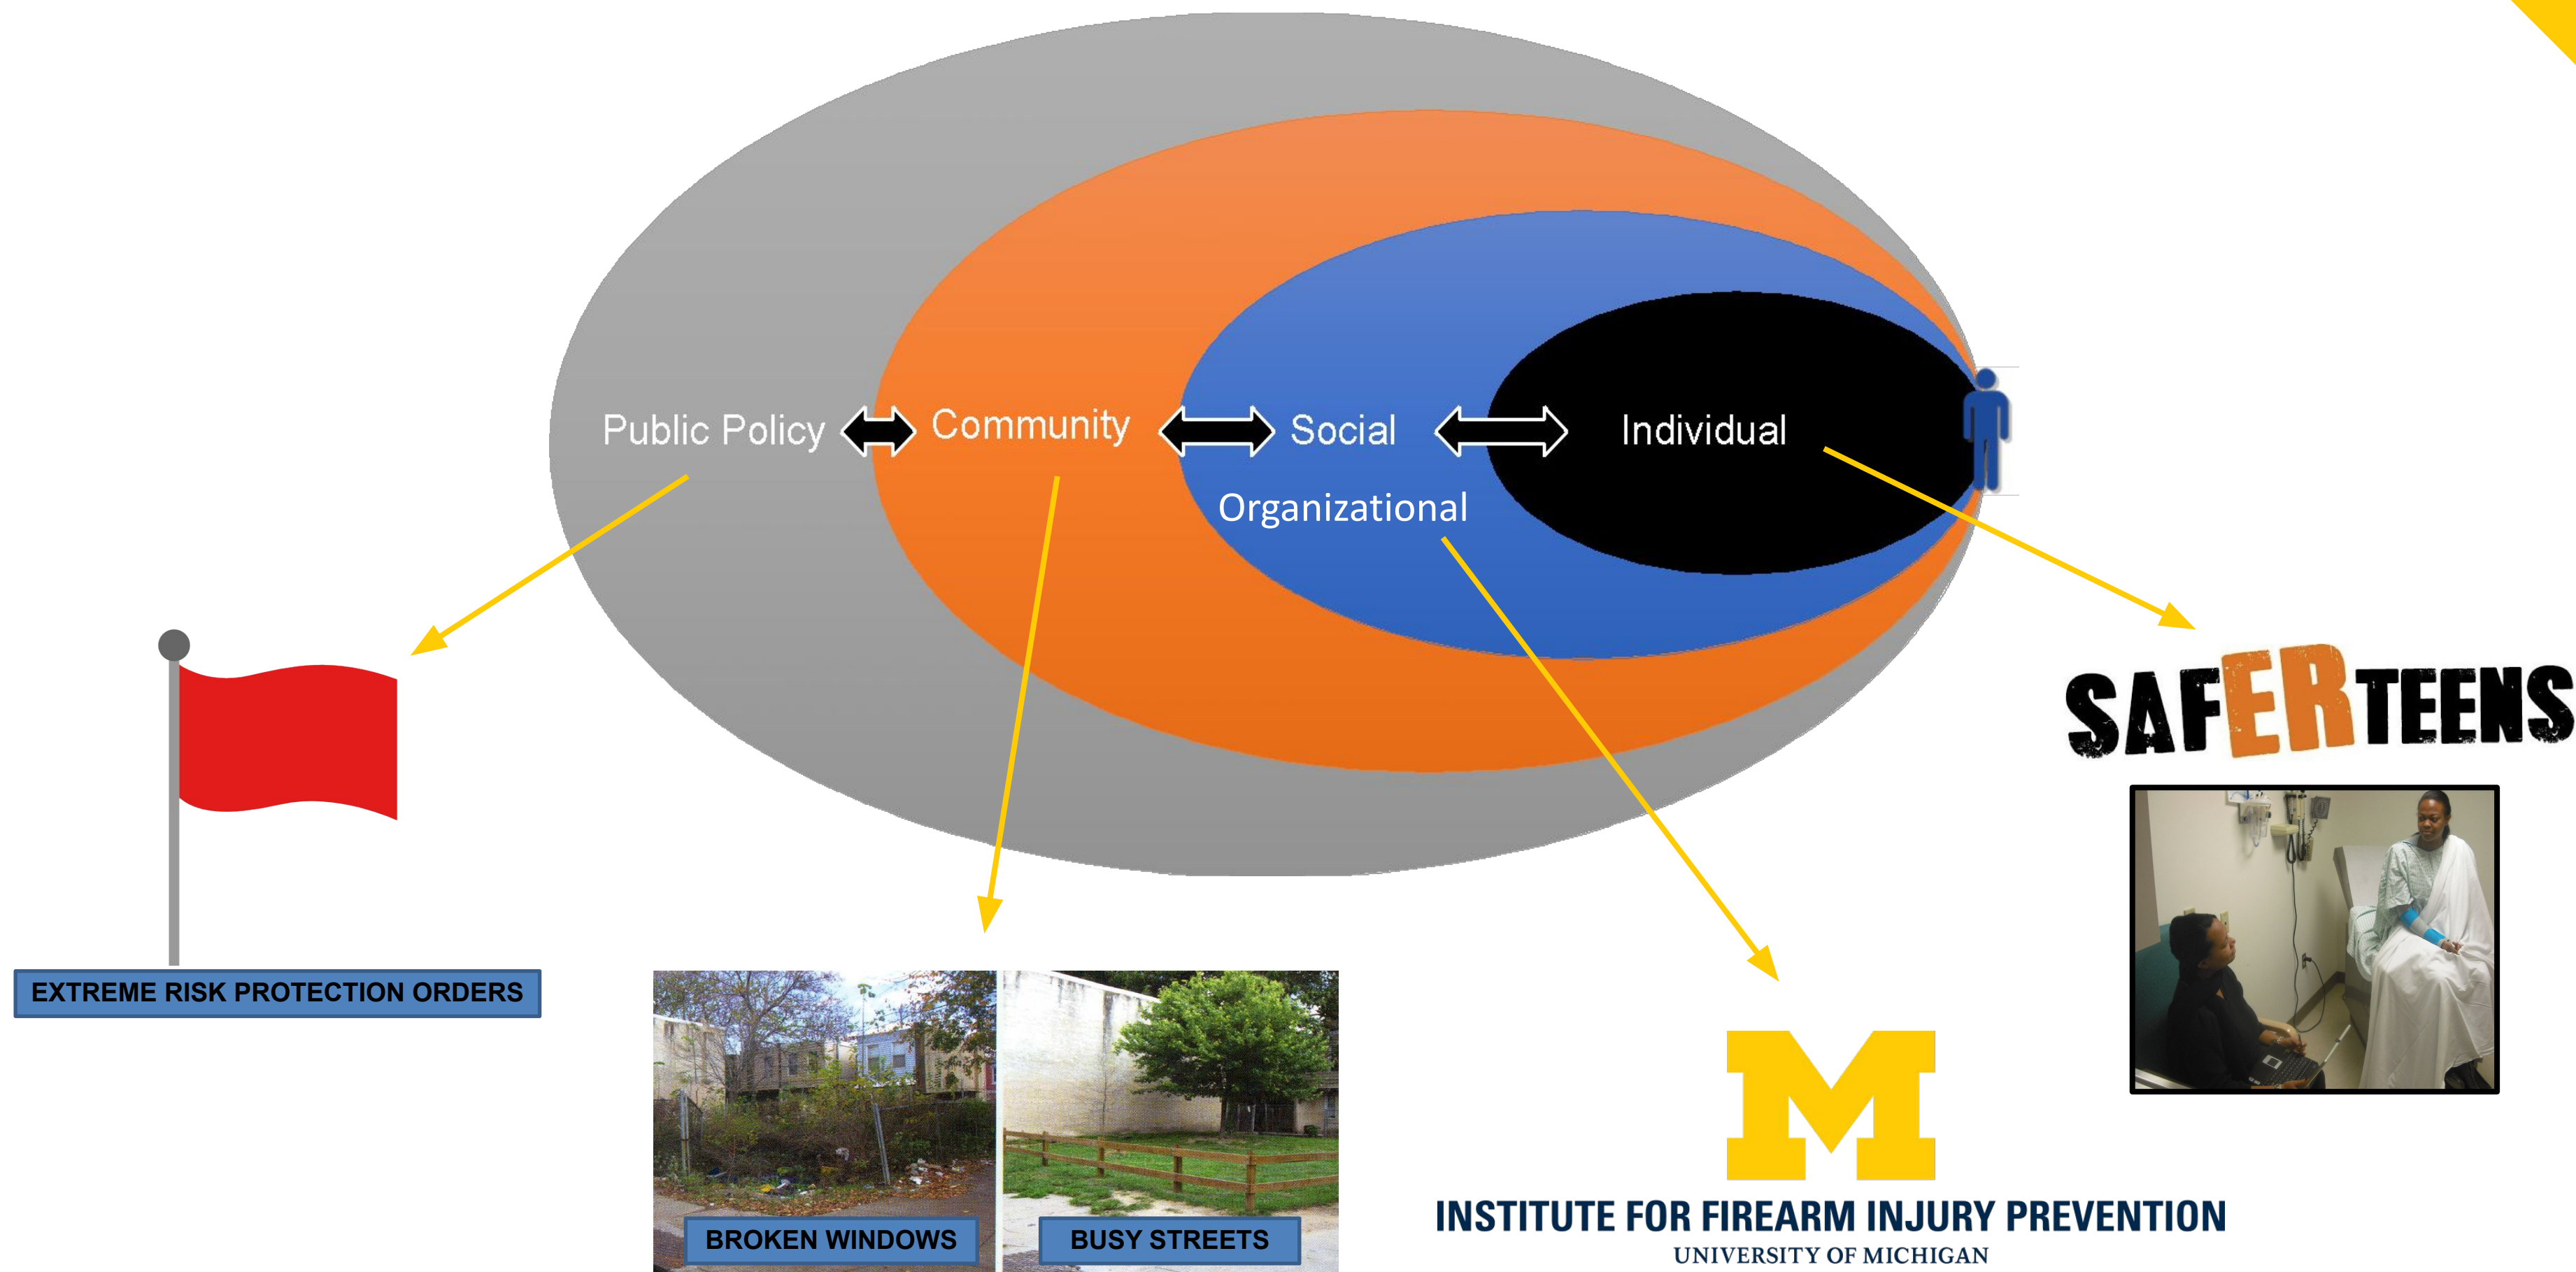 Public Policy
Community
Social
Individual
Organizational
SAFERTEENS
EXTREME RISK PROTECTION ORDERS
BROKEN WINDOWS
BUSY STREETS
M
INSTITUTE FOR FIREARM INJURY PREVENTION
UNIVERSITY OF MICHIGAN